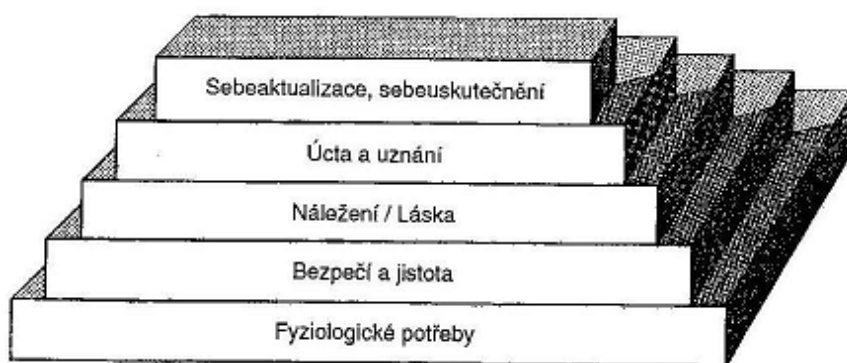 Sebeaktualizace, sebeuskutečnění
Úcta a uznání
Náležení / Láska
Bezpečí a jistota
Fyziologické potřeby